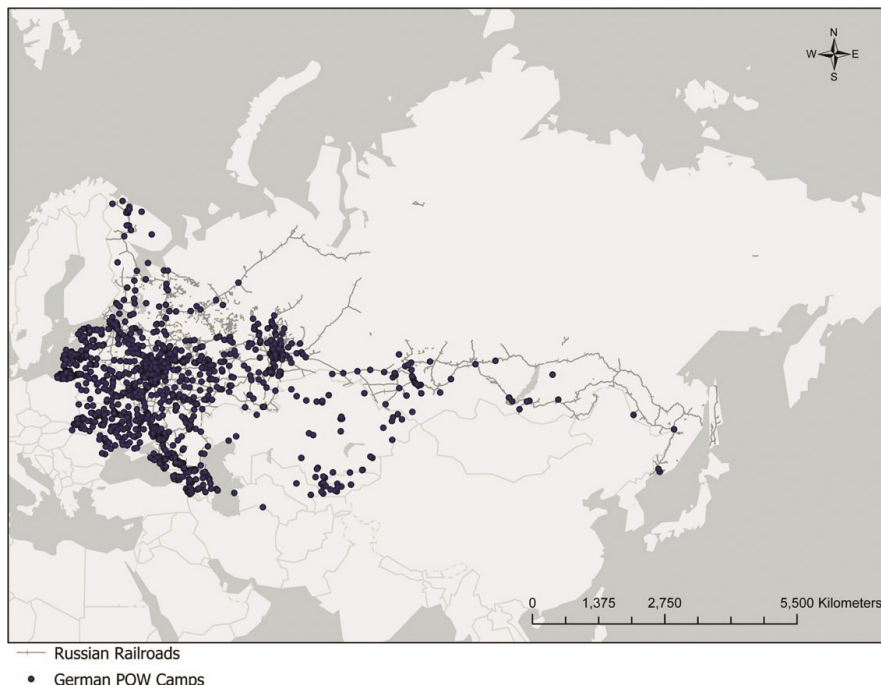 N
W E
S
0 1,375 2,750 5,500 Kilometers
Russian Railroads
German POW Camps